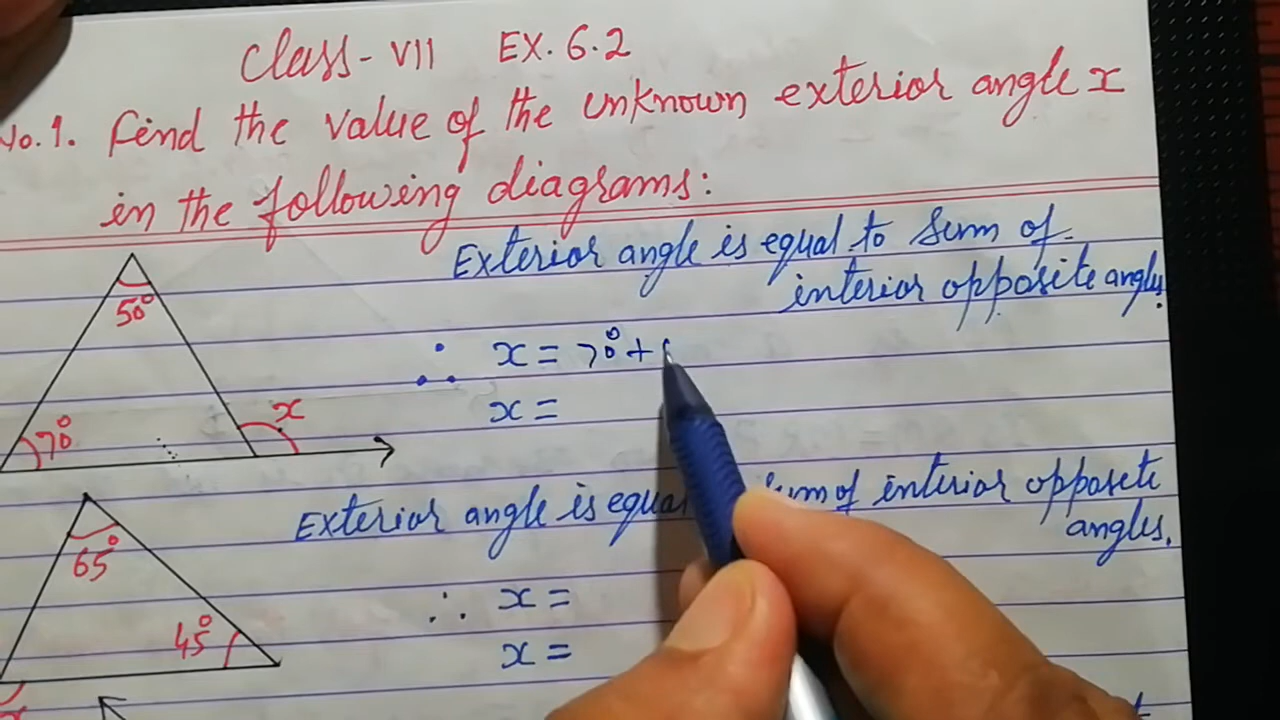 Class - VII EX. 6.2
No. 1. Find the value of the unknown exterior angle x
in the following diagrams:
Exterior angle is equal to Sum of
interior opposite angles.
50°
70°
x
∴ x = 70° +
x =
Exterior angle is equal sum of interior opposite
angles.
65°
45°
∴ x =
x =